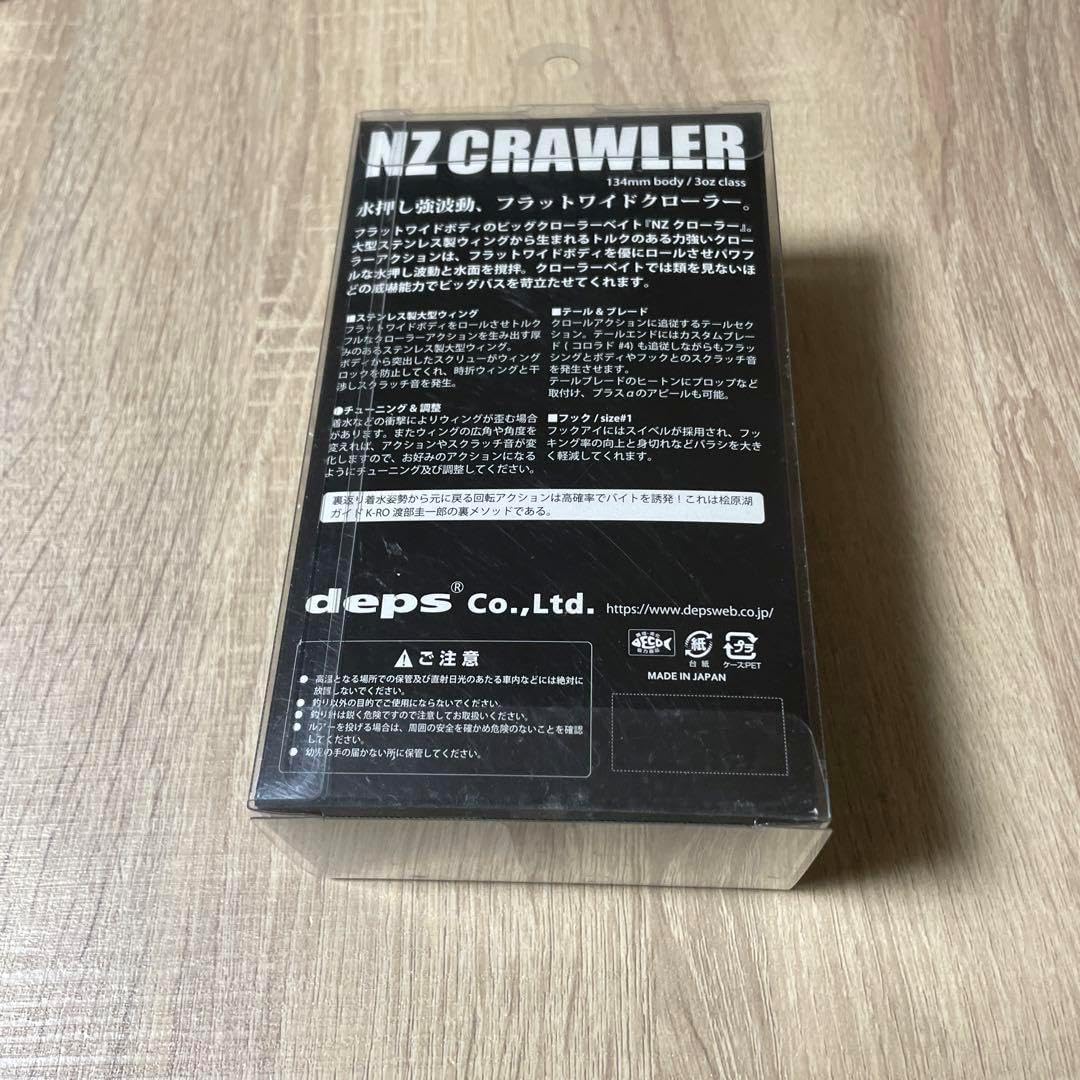 NZ CRAWLER
134mm body / 3oz class
水押し強波動、フラットワイドクローラー。
フラットワイドボディのビッグクローラーベイト『NZ クローラー』。
大型ステンレス製ウィングから生まれるトルクのある力強いクロー
ラーアクションは、フラットワイドボディを優にロールさせパワフ
ルな水押し波動と水面を撹拌。クローラーベイトでは類を見ないほ
どの威嚇能力でビッグバスを苛立たせてくれます。
■ステンレス製大型ウィング
フラットワイドボディをロールさせトルク
フルなクローラーアクションを生み出す厚
みのあるステンレス製大型ウィング。
ボディから突出したスクリューがウィング
ロックを防止してくれ、時折ウィングと干
渉しスクラッチ音を発生。
●チューニング & 調整
着水などの衝撃によりウィングが歪む場合
があります。またウィングの広角や角度を
変えれば、アクションやスクラッチ音が変
化しますので、お好みのアクションになる
ようにチューニング及び調整してください。
■テール & ブレード
クロールアクションに追従するテールセク
ション。テールエンドにはカスタムブレー
ド ( コロラド #4) も追従しながらもフラッ
シングとボディやフックとのスクラッチ音
を発生させます。
テールブレードのヒートンにプロップなど
取付け、プラスαのアピールも可能。
■フック / size#1
フックアイにはスイベルが採用され、フッ
キング率の向上と身切れなどバラシを大き
く軽減してくれます。
裏返り着水姿勢から元に戻る回転アクションは高確率でバイトを誘発！これは桧原湖
ガイド K-RO 渡部圭一郎の裏メソッドである。
deps® Co.,Ltd. https://www.depsweb.co.jp/
ECO
紙
台 紙
プラ
ケースPET
MADE IN JAPAN
⚠ご注意
● 高温となる場所での保管及び直射日光のあたる車内などには絶対に
放置しないでください。
● 釣り以外の目的でご使用にならないでください。
● 釣り針は鋭く危険ですので注意してお取扱いください。
● ルアーを投げる場合は、周囲の安全を確かめ危険のないことを確認
してください。
● 幼児の手の届かない所に保管してください。